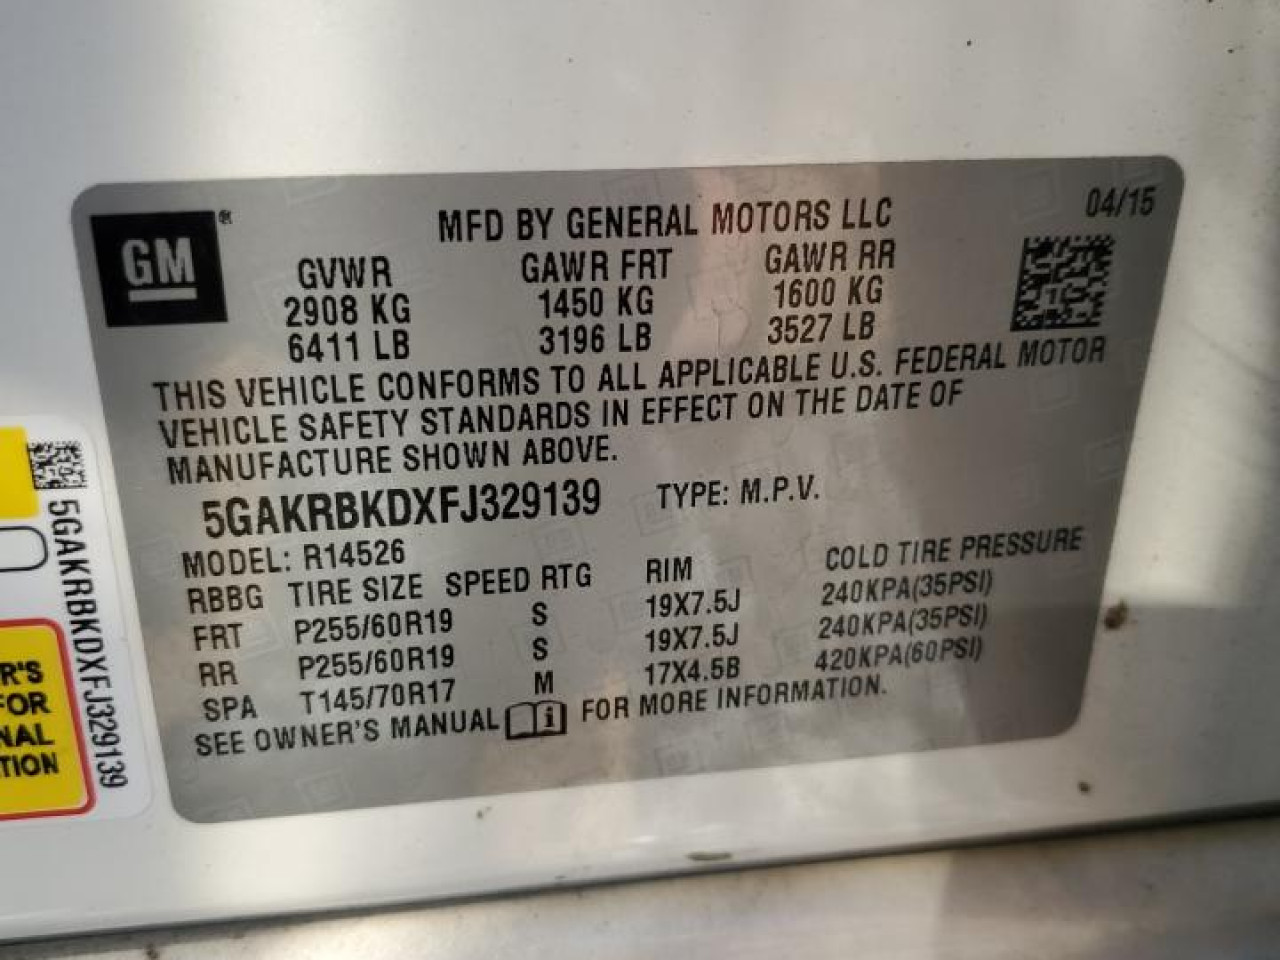 GM ®
MFD BY GENERAL MOTORS LLC 04/15
GVWR GAWR FRT GAWR RR
2908 KG 1450 KG 1600 KG
6411 LB 3196 LB 3527 LB
THIS VEHICLE CONFORMS TO ALL APPLICABLE U.S. FEDERAL MOTOR
VEHICLE SAFETY STANDARDS IN EFFECT ON THE DATE OF
MANUFACTURE SHOWN ABOVE.
5GAKRBKDXFJ329139 TYPE: M.P.V.
MODEL: R14526
RBBG TIRE SIZE SPEED RTG RIM COLD TIRE PRESSURE
FRT P255/60R19 S 19X7.5J 240KPA(35PSI)
RR P255/60R19 S 19X7.5J 240KPA(35PSI)
SPA T145/70R17 M 17X4.5B 420KPA(60PSI)
SEE OWNER'S MANUAL FOR MORE INFORMATION.
5GAKRBKDXFJ329139
R'S
FOR
NAL
TION